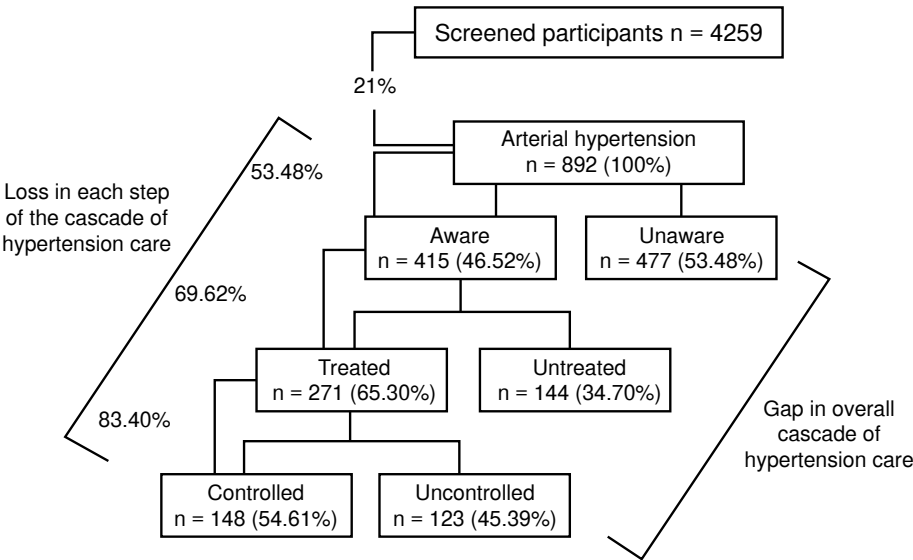 Screened participants n = 4259
21%
Arterial hypertension
n = 892 (100%)
53.48%
Loss in each step
of the cascade of
hypertension care
Aware
n = 415 (46.52%)
Unaware
n = 477 (53.48%)
69.62%
Treated
n = 271 (65.30%)
Untreated
n = 144 (34.70%)
83.40%
Gap in overall
cascade of
hypertension care
Controlled
n = 148 (54.61%)
Uncontrolled
n = 123 (45.39%)